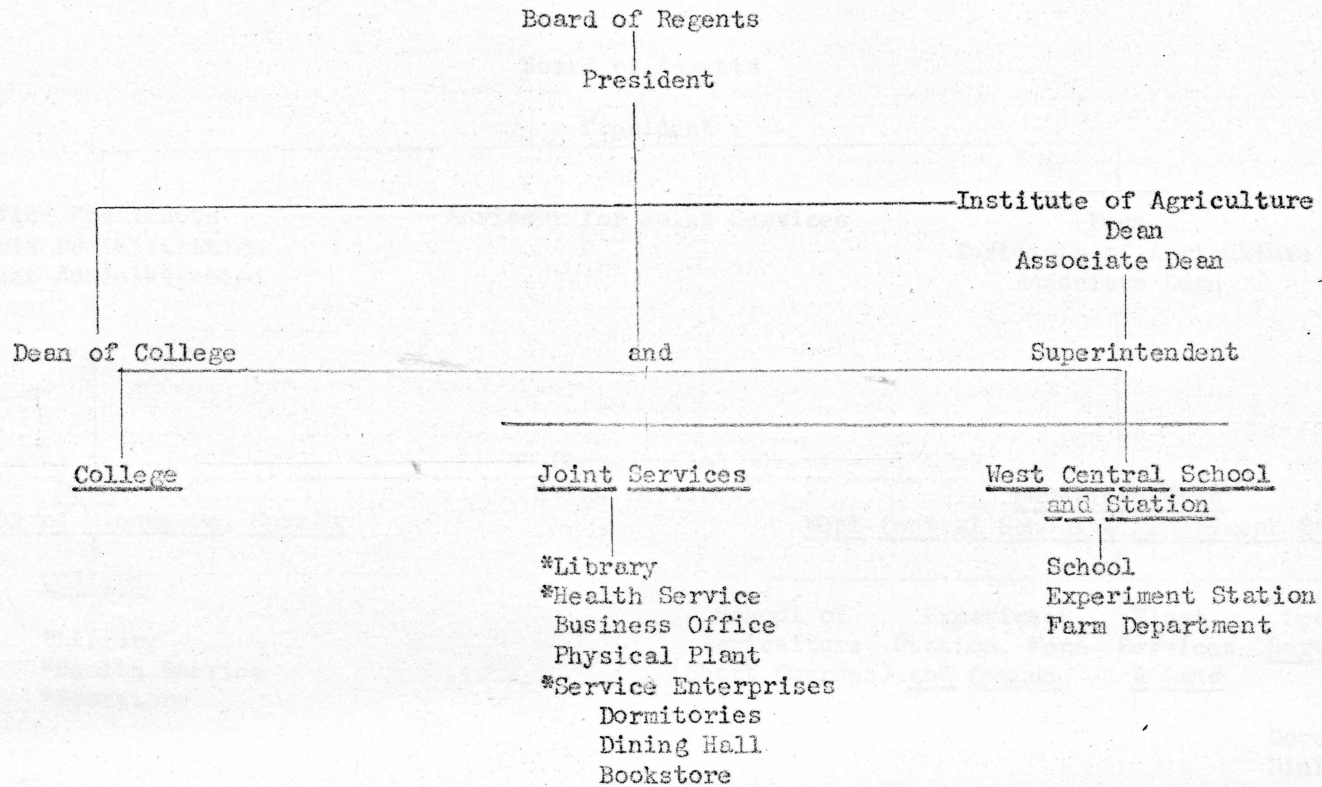 Board of Regents
President
Institute of Agriculture
Dean
Associate Dean
Dean of College and Superintendent
College Joint Services West Central School
and Station
*Library School
*Health Service Experiment Station
Business Office Farm Department
Physical Plant
*Service Enterprises
Dormitories
Dining Hall
Bookstore